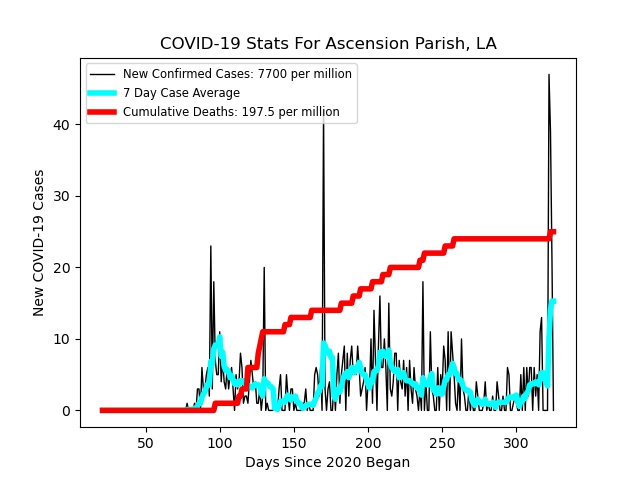 COVID-19 Stats For Ascension Parish, LA
New Confirmed Cases: 7700 per million
7 Day Case Average
Cumulative Deaths: 197.5 per million
New COVID-19 Cases
40
30
20
10
0
50 100 150 200 250 300
Days Since 2020 Began